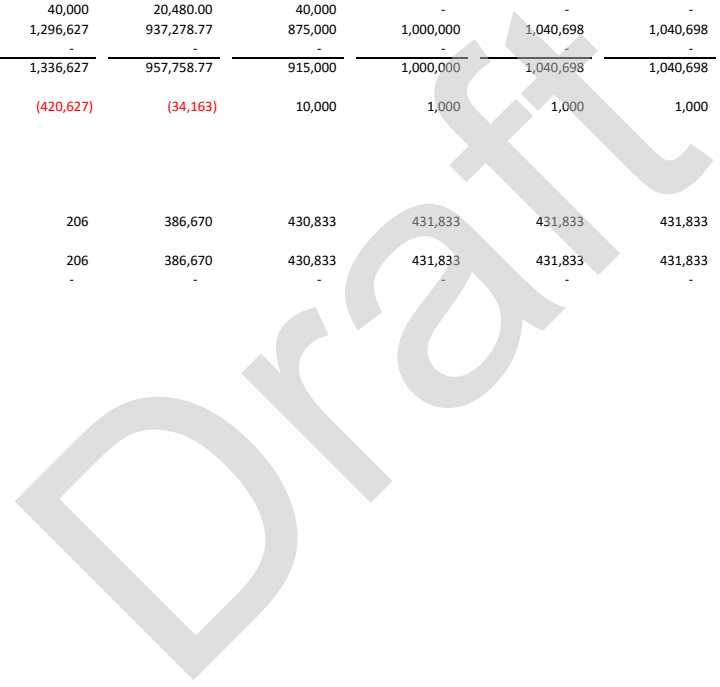 40,000 20,480.00 40,000 - - -
1,296,627 937,278.77 875,000 1,000,000 1,040,698 1,040,698
- - - - - -
1,336,627 957,758.77 915,000 1,000,000 1,040,698 1,040,698
(420,627) (34,163) 10,000 1,000 1,000 1,000
206 386,670 430,833 431,833 431,833 431,833
206 386,670 430,833 431,833 431,833 431,833
- - - - - -
Draft